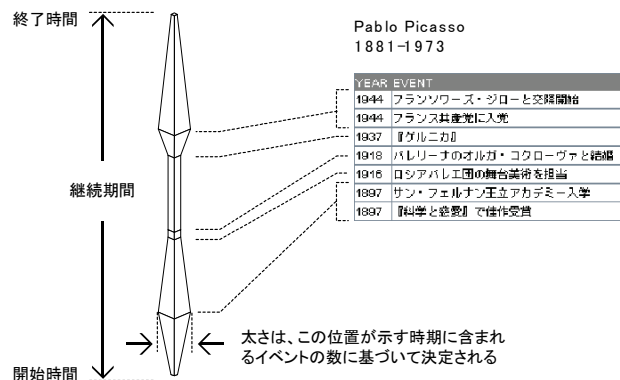 終了時間
Pablo Picasso
1881-1973
YEAR EVENT
1944 フランソワーズ・ジローと交際開始
1944 フランス共産党に入党
1937 『ゲルニカ』
1918 バレリーナのオルガ・コクローヴァと結婚
1916 ロシアバレエ団の舞台美術を担当
1897 サン・フェルナン王立アカデミー入学
1897 『科学と慈愛』で佳作受賞
継続期間
太さは、この位置が示す時期に含まれ
るイベントの数に基づいて決定される
開始時間